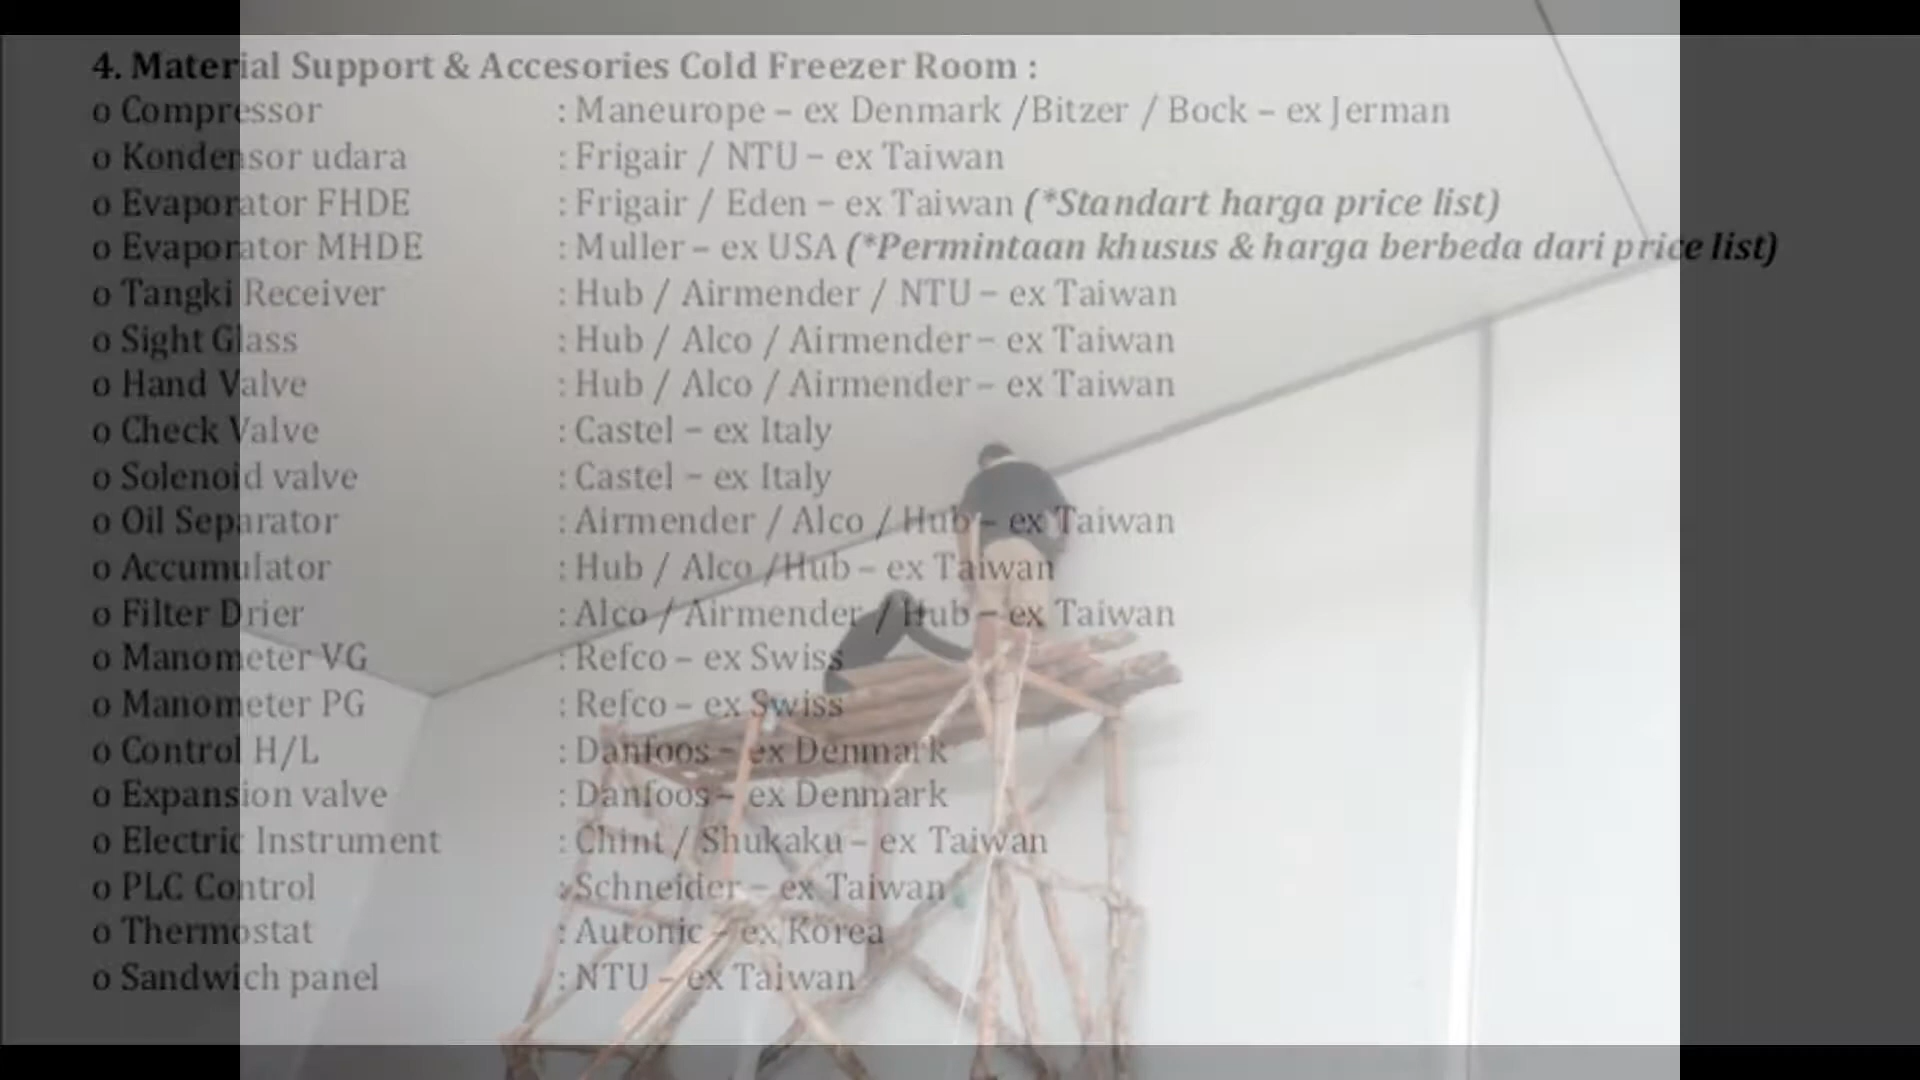 4. Material Support & Accesories Cold Freezer Room :
o Compressor : Maneurope – ex Denmark /Bitzer / Bock – ex Jerman
o Kondensor udara : Frigair / NTU – ex Taiwan
o Evaporator FHDE : Frigair / Eden – ex Taiwan (*Standart harga price list)
o Evaporator MHDE : Muller – ex USA (*Permintaan khusus & harga berbeda dari price list)
o Tangki Receiver : Hub / Airmender / NTU – ex Taiwan
o Sight Glass : Hub / Alco / Airmender – ex Taiwan
o Hand Valve : Hub / Alco / Airmender – ex Taiwan
o Check Valve : Castel – ex Italy
o Solenoid valve : Castel – ex Italy
o Oil Separator : Airmender / Alco / Hub – ex Taiwan
o Accumulator : Hub / Alco /Hub – ex Taiwan
o Filter Drier : Alco / Airmender / Hub – ex Taiwan
o Manometer VG : Refco – ex Swiss
o Manometer PG : Refco – ex Swiss
o Control H/L : Danfoos – ex Denmark
o Expansion valve : Danfoos – ex Denmark
o Electric Instrument : Chint / Shukaku – ex Taiwan
o PLC Control : Schneider – ex Taiwan
o Thermostat : Autonic – ex Korea
o Sandwich panel : NTU – ex Taiwan